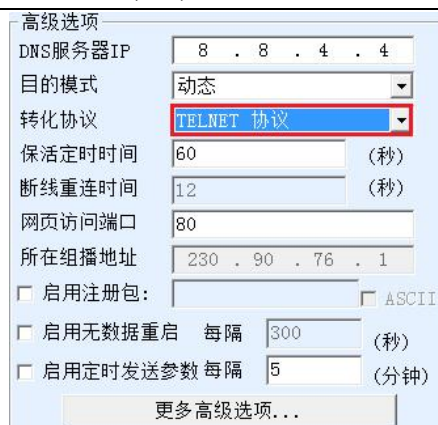 高级选项
DNS服务器IP 8 . 8 . 4 . 4
目的模式 动态
转化协议 TELNET 协议
保活定时时间 60 (秒)
断线重连时间 12 (秒)
网页访问端口 80
所在组播地址 230 . 90 . 76 . 1
启用注册包: ASCII
启用无数据重启 每隔 300 (秒)
启用定时发送参数 每隔 5 (分钟)
更多高级选项...